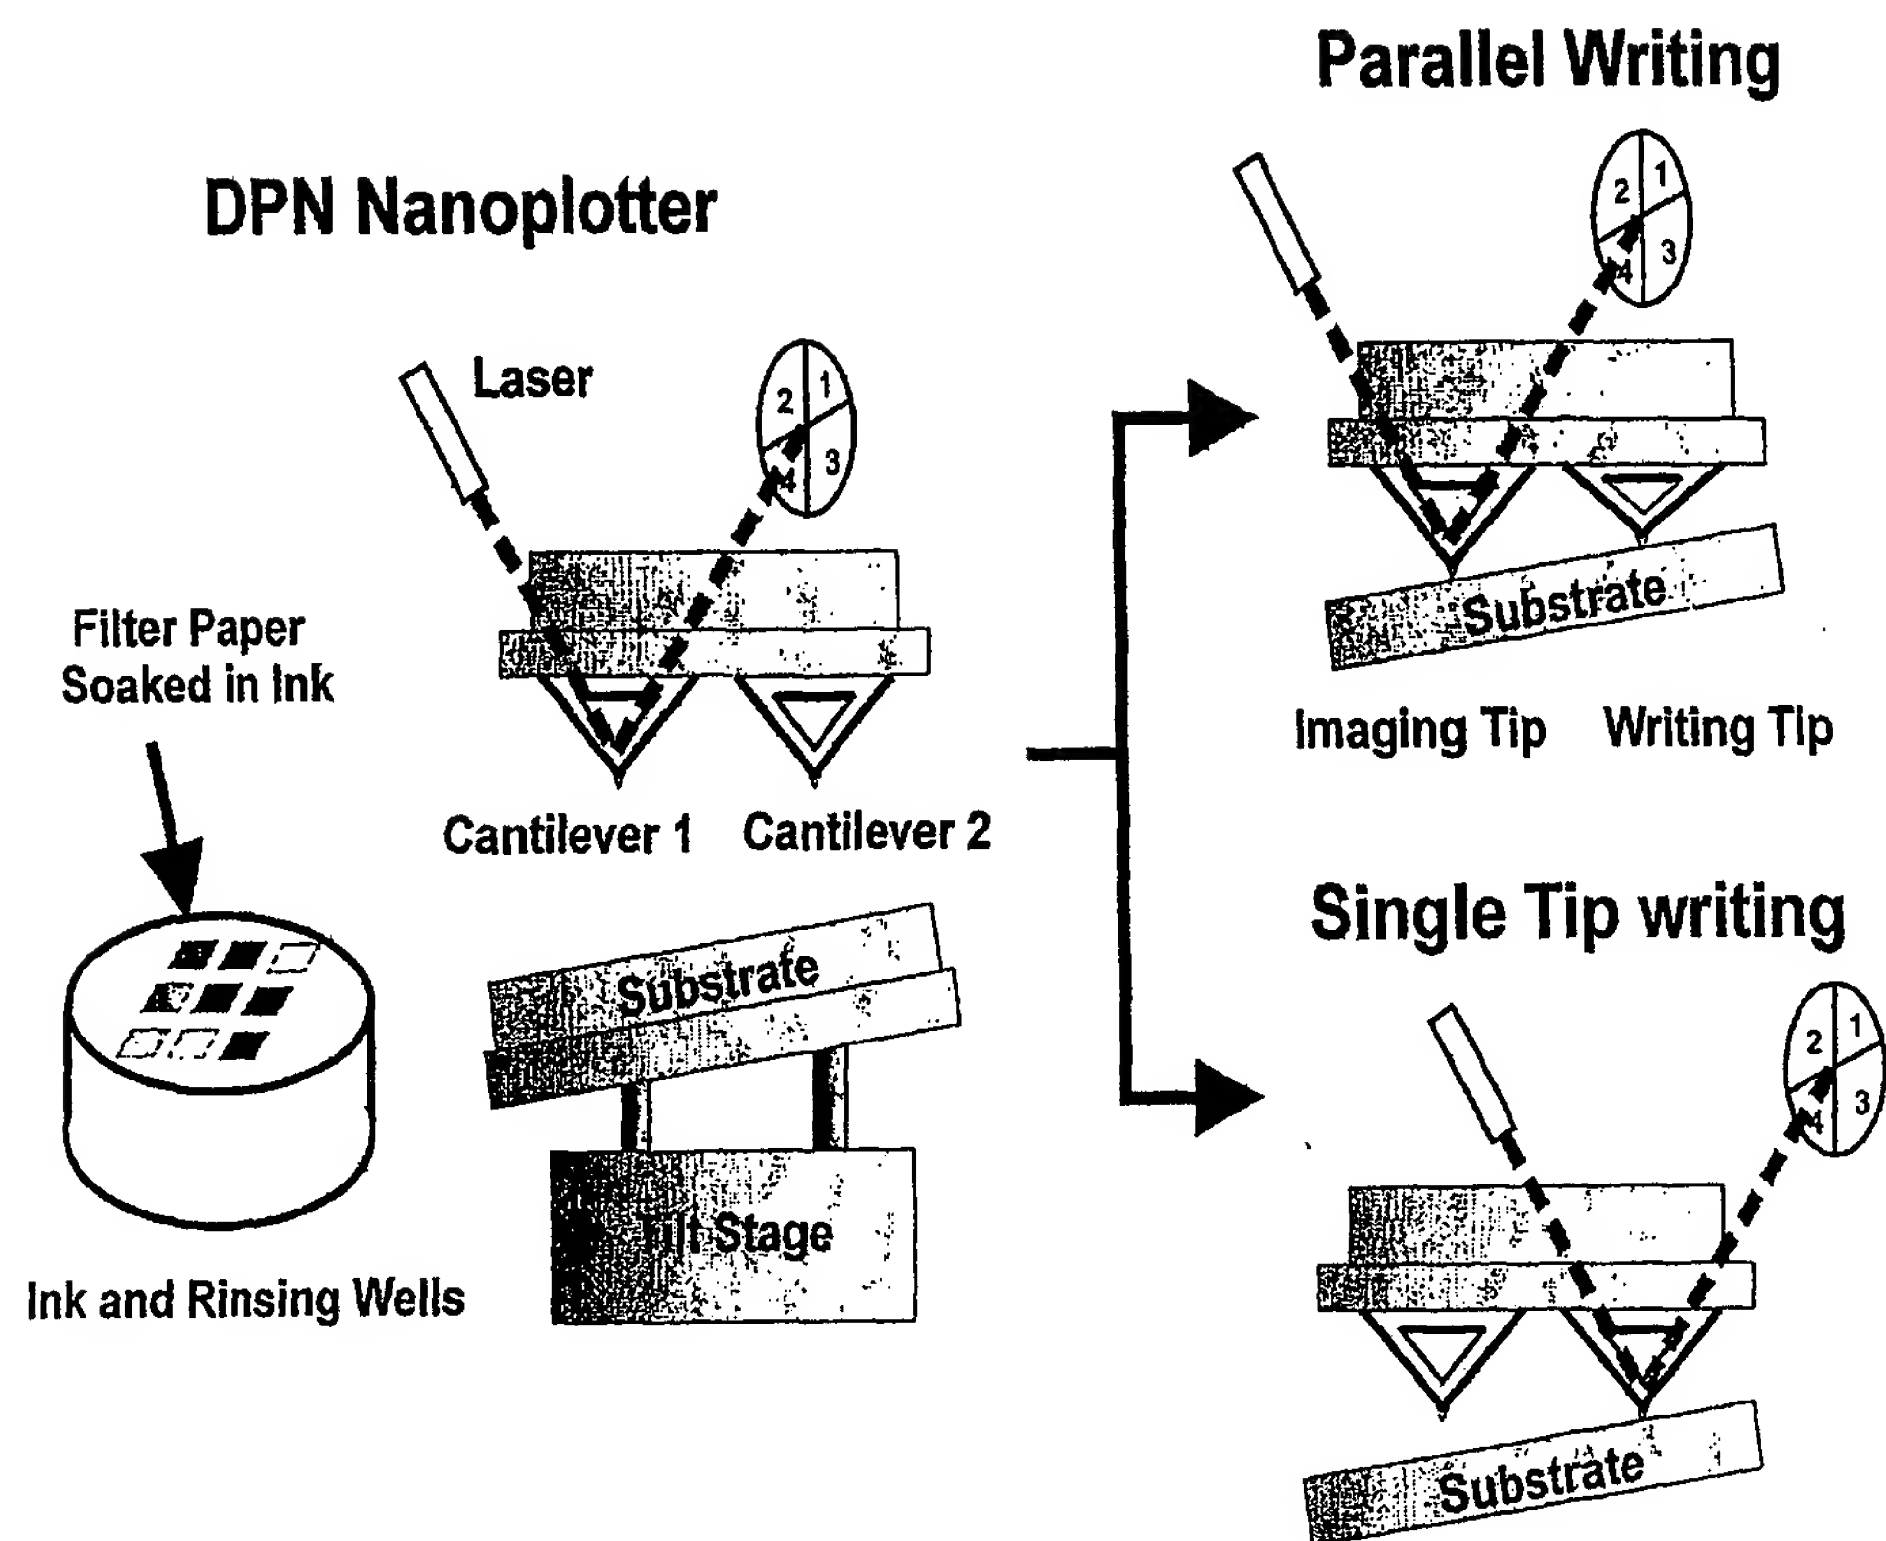 Parallel Writing
DPN Nanoplotter
2 1
4 3
Laser
2 1
4 3
Substrate
Filter Paper
Soaked in Ink
Imaging Tip Writing Tip
Cantilever 1 Cantilever 2
Single Tip writing
Substrate
2 1
4 3
Tilt Stage
Ink and Rinsing Wells
Substrate